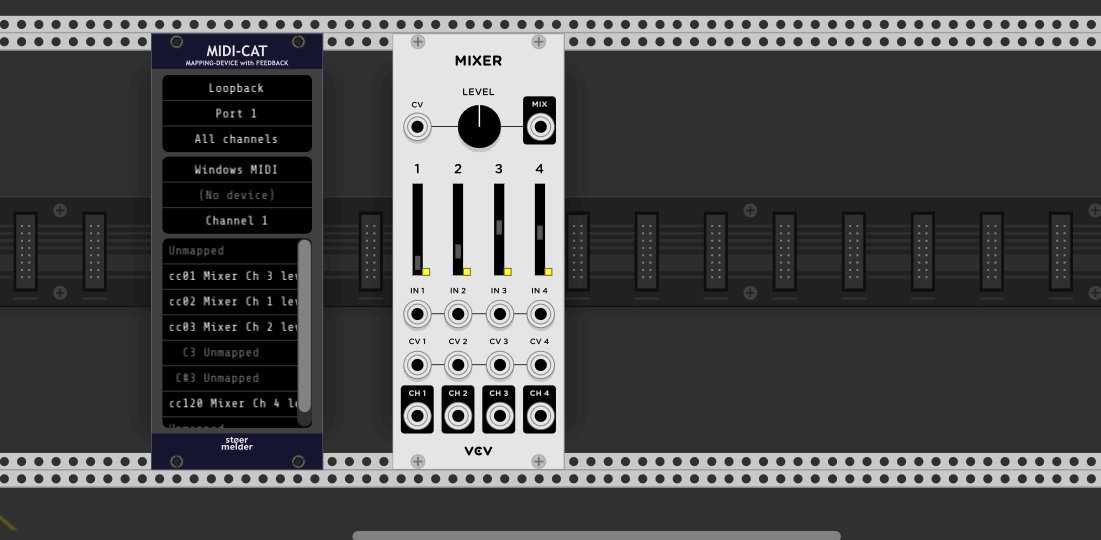 MIDI-CAT
MAPPING-DEVICE with FEEDBACK
Loopback
Port 1
All channels
Windows MIDI
(No device)
Channel 1
Unmapped
cc01 Mixer Ch 3 lev
cc02 Mixer Ch 1 lev
cc03 Mixer Ch 2 lev
C3 Unmapped
C#3 Unmapped
cc120 Mixer Ch 4 le
Unmapped
støer
melder
MIXER
LEVEL
CV
MIX
1 2 3 4
IN 1 IN 2 IN 3 IN 4
CV 1 CV 2 CV 3 CV 4
CH 1 CH 2 CH 3 CH 4
VCV